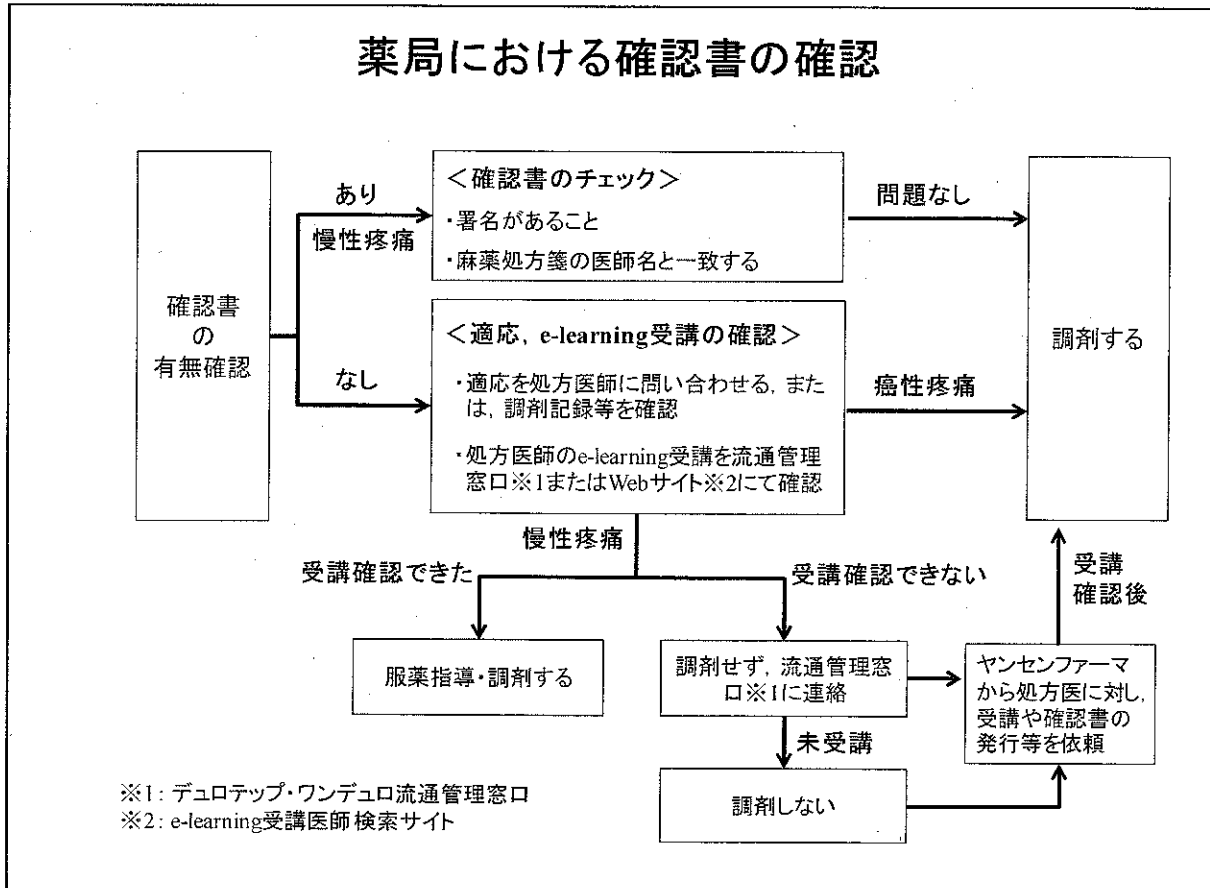 薬局における確認書の確認
確認書
の
有無確認
あり
慢性疼痛
なし
＜確認書のチェック＞
・署名があること
・麻薬処方箋の医師名と一致する
＜適応, e-learning受講の確認＞
・適応を処方医師に問い合わせる, また
は, 調剤記録等を確認
・処方医師のe-learning受講を流通管理
窓口※1またはWebサイト※2にて確認
問題なし
癌性疼痛
調剤する
慢性疼痛
受講確認できた
受講確認できない
受講
確認後
服薬指導・調剤する
調剤せず, 流通管理窓
口※1に連絡
ヤンセンファーマ
から処方医に対し,
受講や確認書の
発行等を依頼
未受講
調剤しない
※1: デュロテップ・ワンデュロ流通管理窓口
※2: e-learning受講医師検索サイト